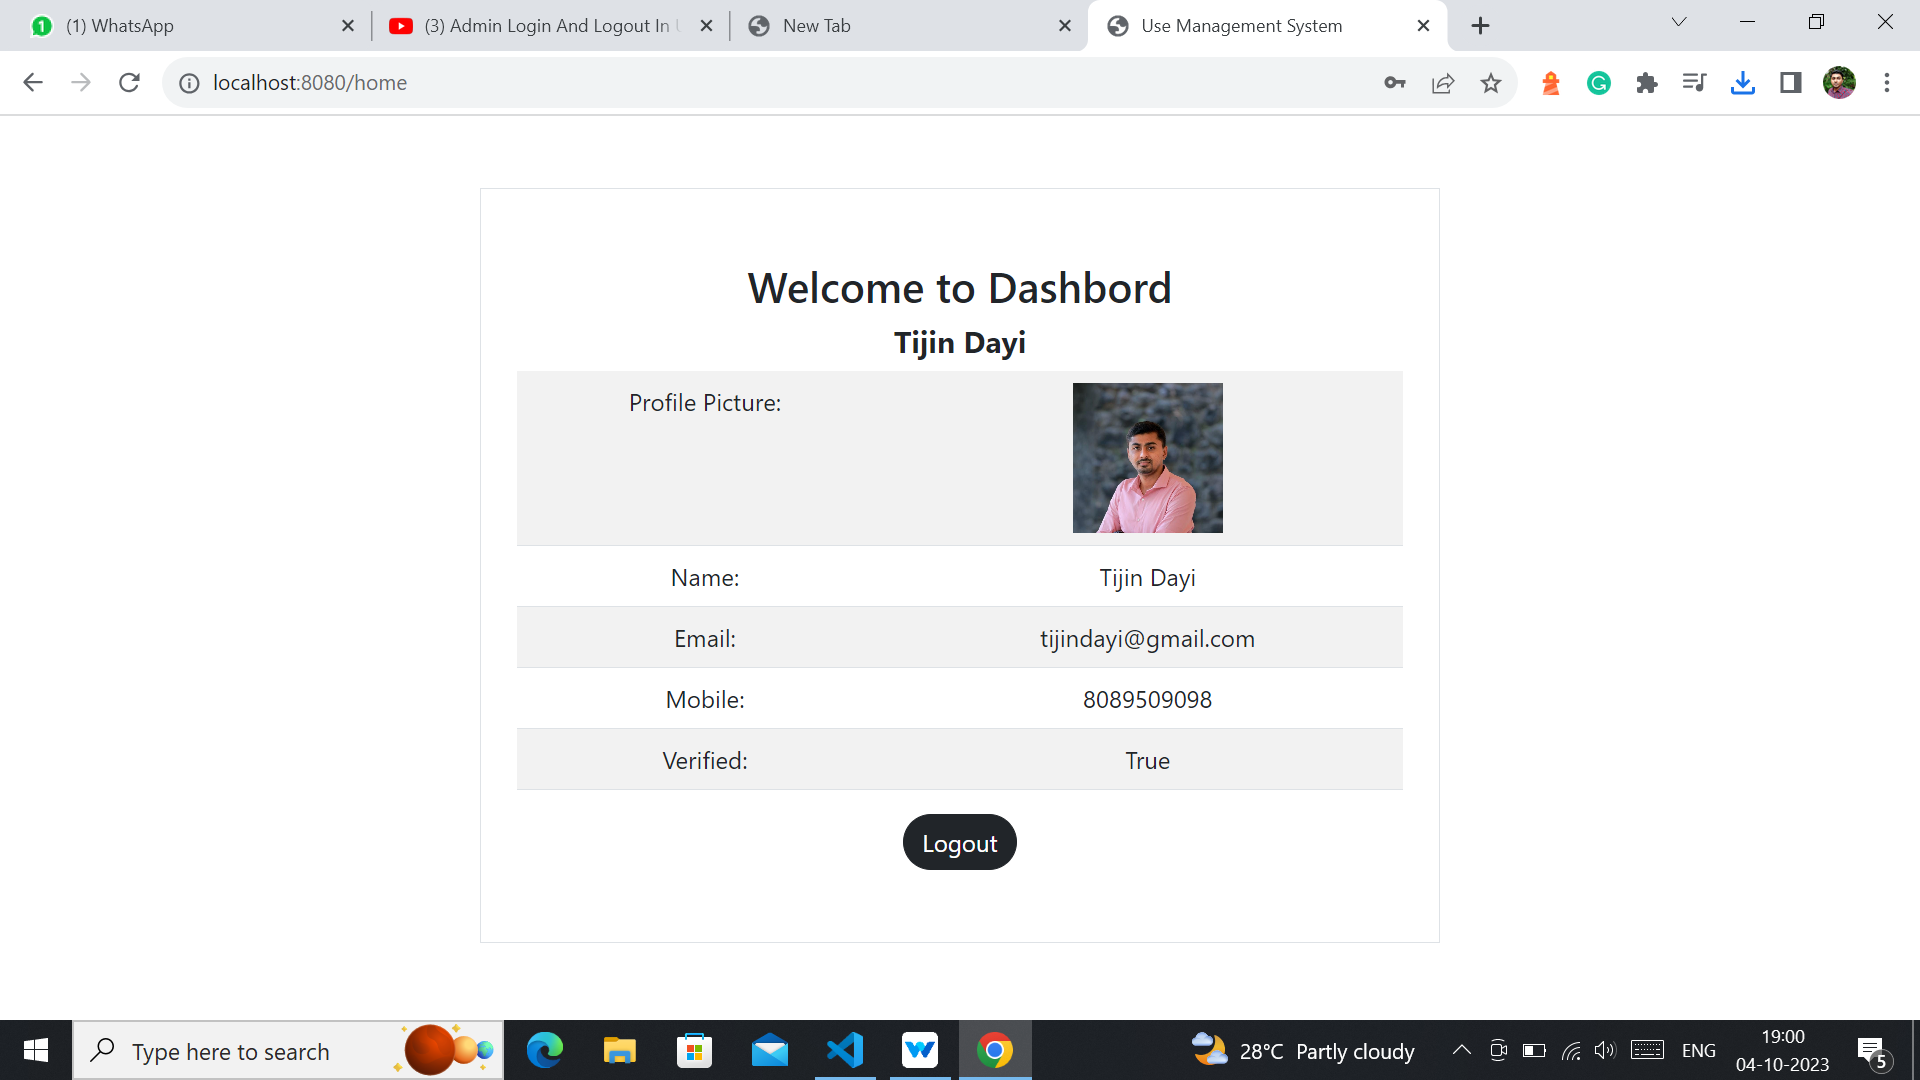 (1) WhatsApp
(3) Admin Login And Logout In
New Tab
Use Management System
localhost:8080/home
Welcome to Dashbord
Tijin Dayi
Profile Picture:
Name: Tijin Dayi
Email: tijindayi@gmail.com
Mobile: 8089509098
Verified: True
Logout
Type here to search
28°C Partly cloudy
ENG
19:00
04-10-2023
5